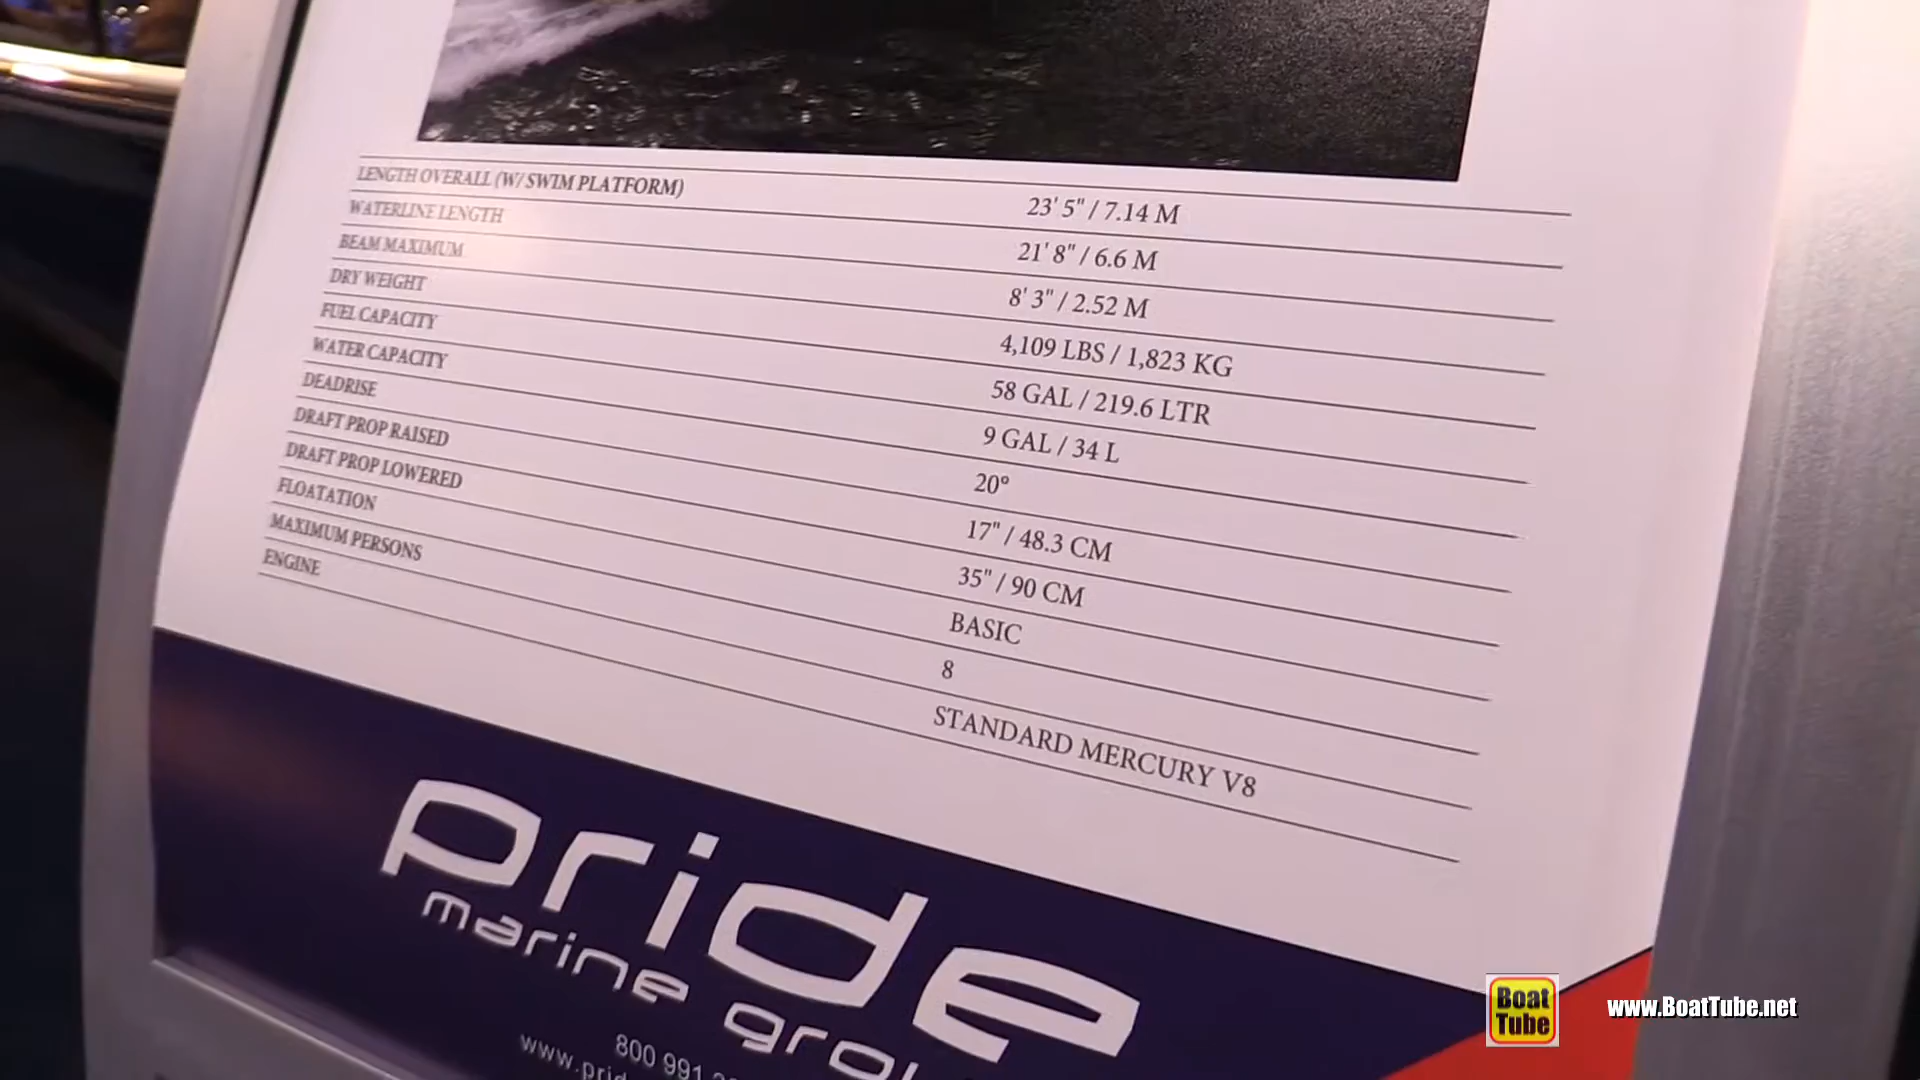 LENGTH OVERALL (W/ SWIM PLATFORM) 23' 5" / 7.14 M
WATERLINE LENGTH 21' 8" / 6.6 M
BEAM MAXIMUM 8' 3" / 2.52 M
DRY WEIGHT 4,109 LBS / 1,823 KG
FUEL CAPACITY 58 GAL / 219.6 LTR
WATER CAPACITY 9 GAL / 34 L
DEADRISE 20°
DRAFT PROP RAISED 17" / 48.3 CM
DRAFT PROP LOWERED 35" / 90 CM
FLOATATION BASIC
MAXIMUM PERSONS 8
ENGINE STANDARD MERCURY V8
pride
marine
800 991
Boat
Tube
www.BoatTube.net